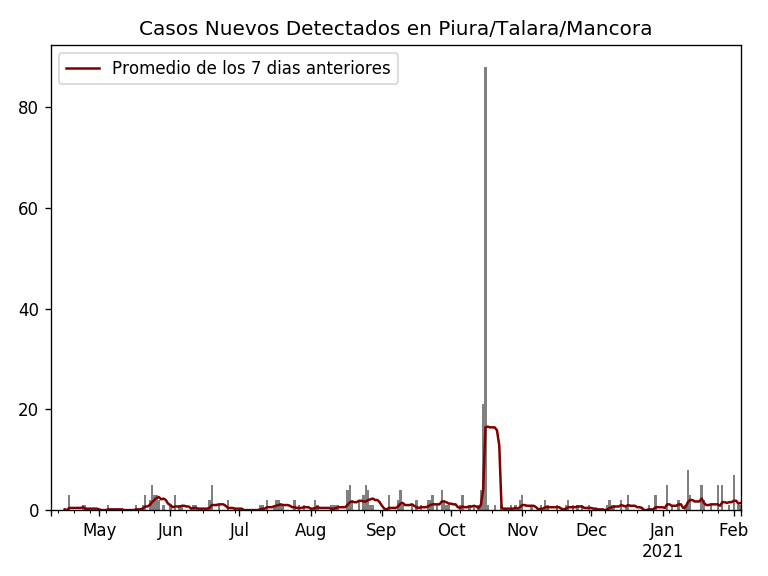 Casos Nuevos Detectados en Piura/Talara/Mancora
Promedio de los 7 dias anteriores
80
60
40
20
0
May Jun Jul Aug Sep Oct Nov Dec Jan Feb
2021